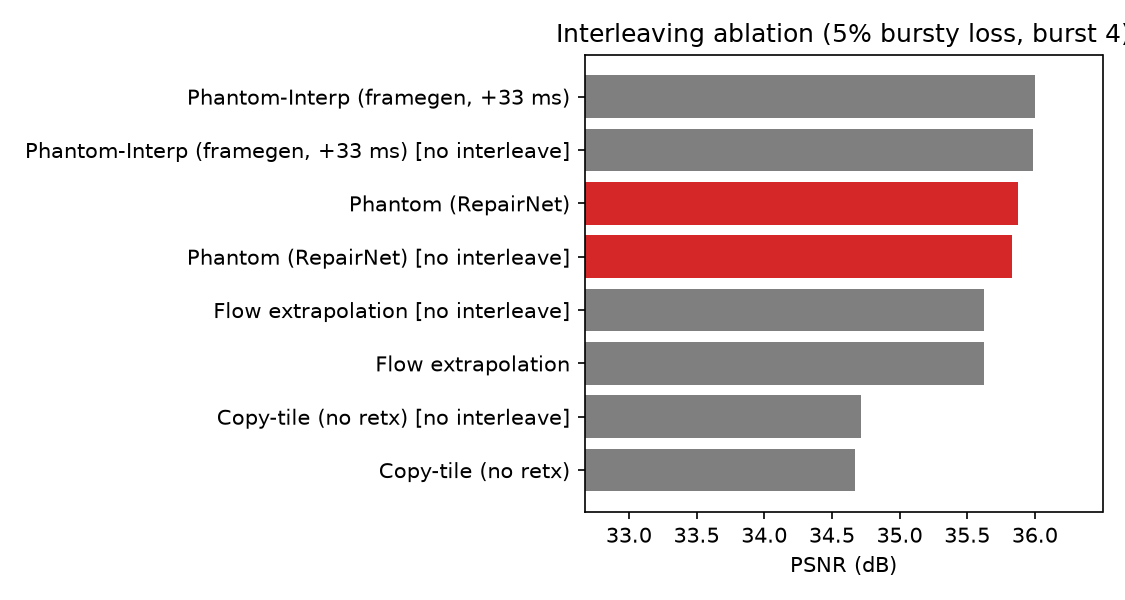 Interleaving ablation (5% bursty loss, burst 4)
Phantom-Interp (framegen, +33 ms)
Phantom-Interp (framegen, +33 ms) [no interleave]
Phantom (RepairNet)
Phantom (RepairNet) [no interleave]
Flow extrapolation [no interleave]
Flow extrapolation
Copy-tile (no retx) [no interleave]
Copy-tile (no retx)
33.0 33.5 34.0 34.5 35.0 35.5 36.0
PSNR (dB)